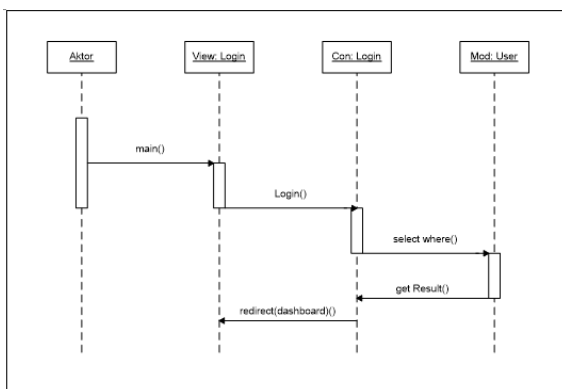 Aktor
View: Login
Con: Login
Mod: User
main()
Login()
select where()
get Result()
redirect(dashboard)()